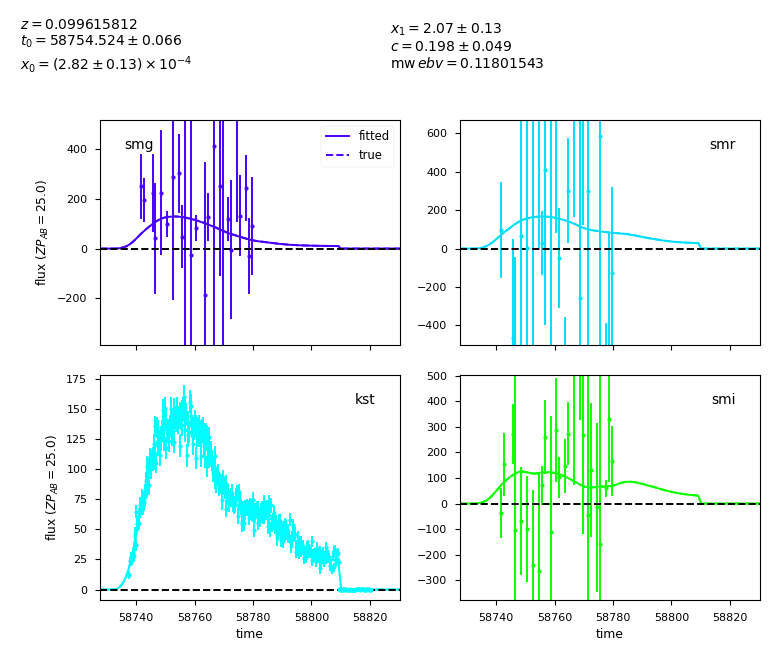 z = 0.099615812
t₀ = 58754.524 ± 0.066
x₀ = (2.82 ± 0.13) × 10⁻⁴
x₁ = 2.07 ± 0.13
c = 0.198 ± 0.049
mw ebv = 0.11801543
smg
fitted
true
400
200
0
−200
flux (ZP_AB = 25.0)
smr
600
400
200
0
−200
−400
kst
175
150
125
100
75
50
25
0
flux (ZP_AB = 25.0)
58740 58760 58780 58800 58820
time
smi
500
400
300
200
100
0
−100
−200
−300
58740 58760 58780 58800 58820
time